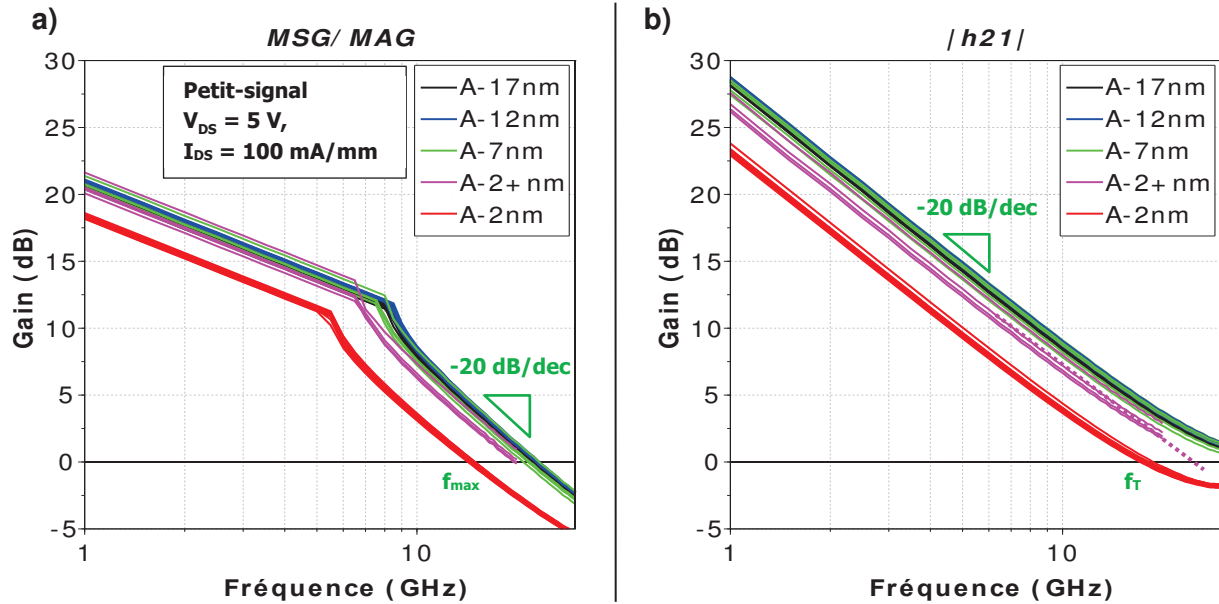 a)
MSG/ MAG
30
25
20
15
10
5
0
-5
Gain (dB)
Petit-signal
VDS = 5 V,
IDS = 100 mA/mm
A-17nm
A-12nm
A-7nm
A-2+nm
A-2nm
-20 dB/dec
fmax
1
10
Fréquence (GHz)
b)
|h21|
30
25
20
15
10
5
0
-5
Gain (dB)
A-17nm
A-12nm
A-7nm
A-2+nm
A-2nm
-20 dB/dec
fT
1
10
Fréquence (GHz)